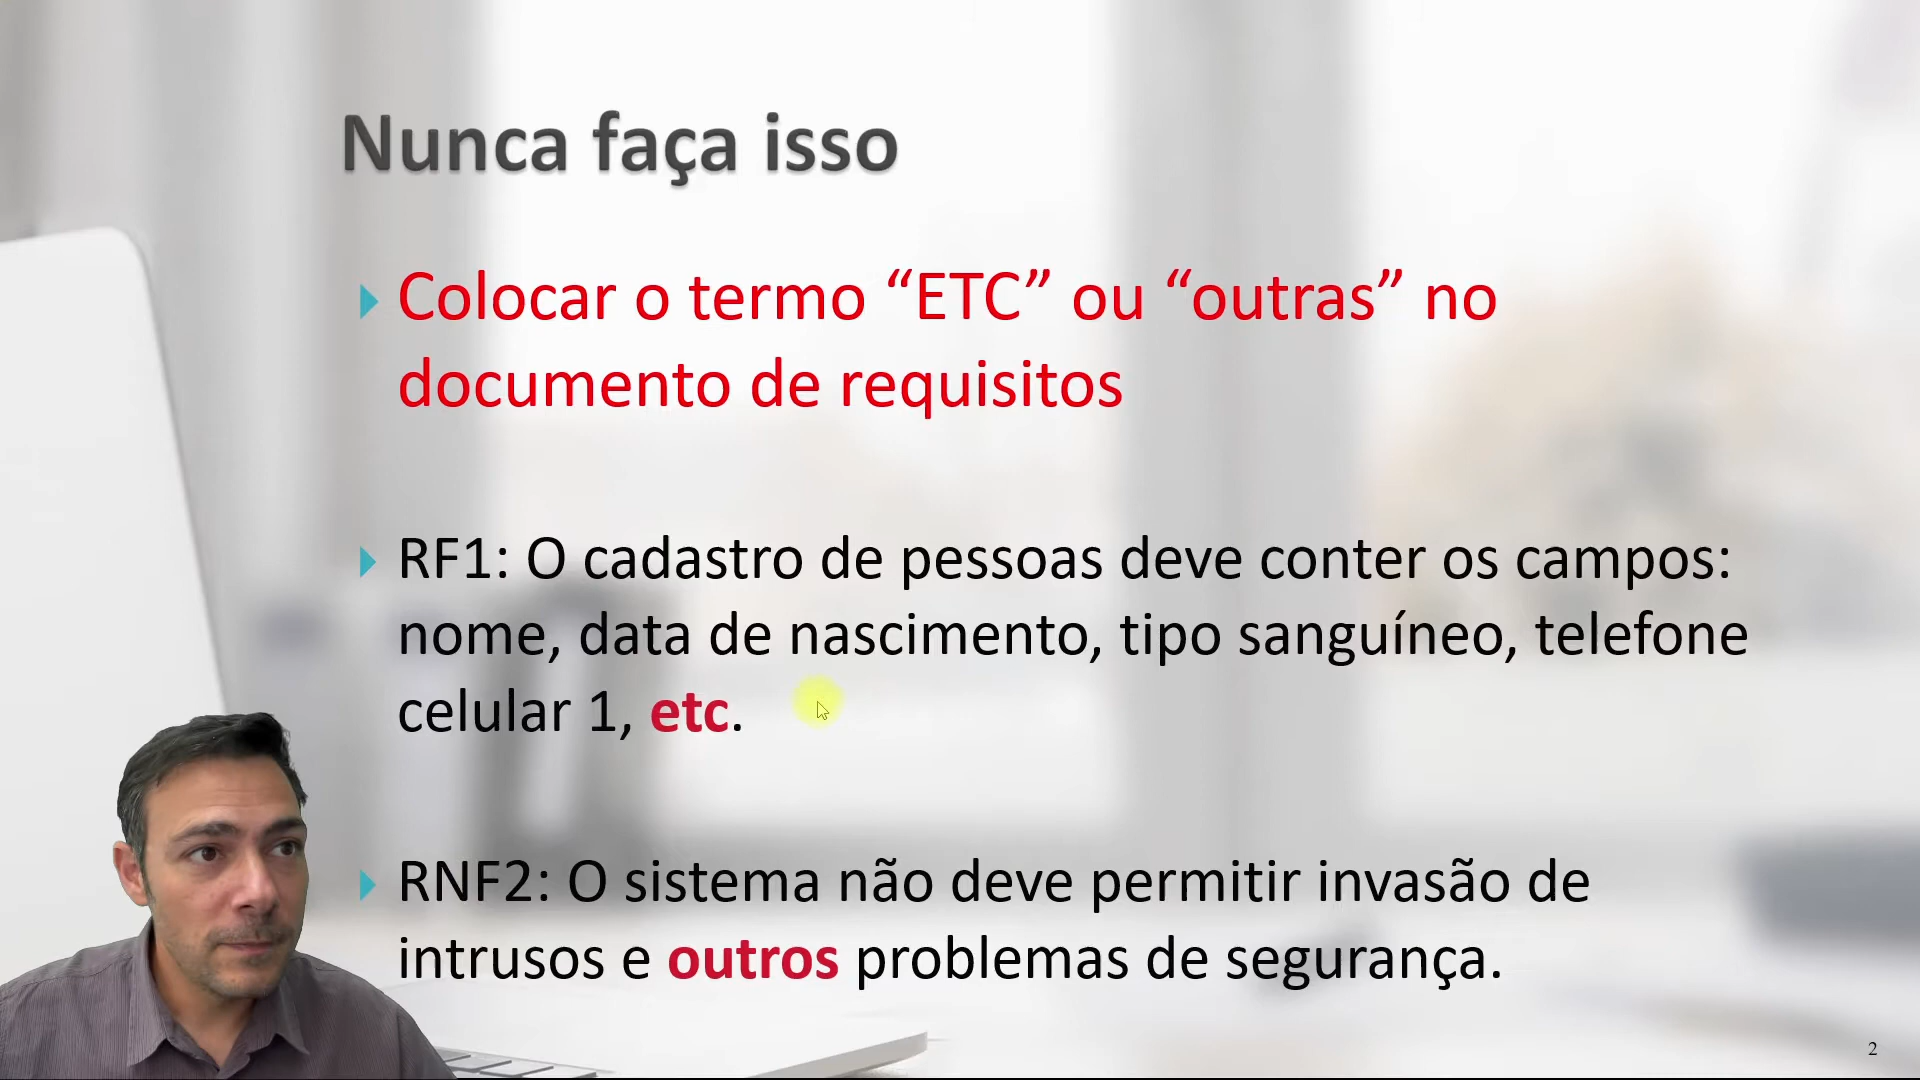 Nunca faça isso
Colocar o termo “ETC” ou “outras” no
documento de requisitos
RF1: O cadastro de pessoas deve conter os campos:
nome, data de nascimento, tipo sanguíneo, telefone
celular 1, etc.
RNF2: O sistema não deve permitir invasão de
intrusos e outros problemas de segurança.
2